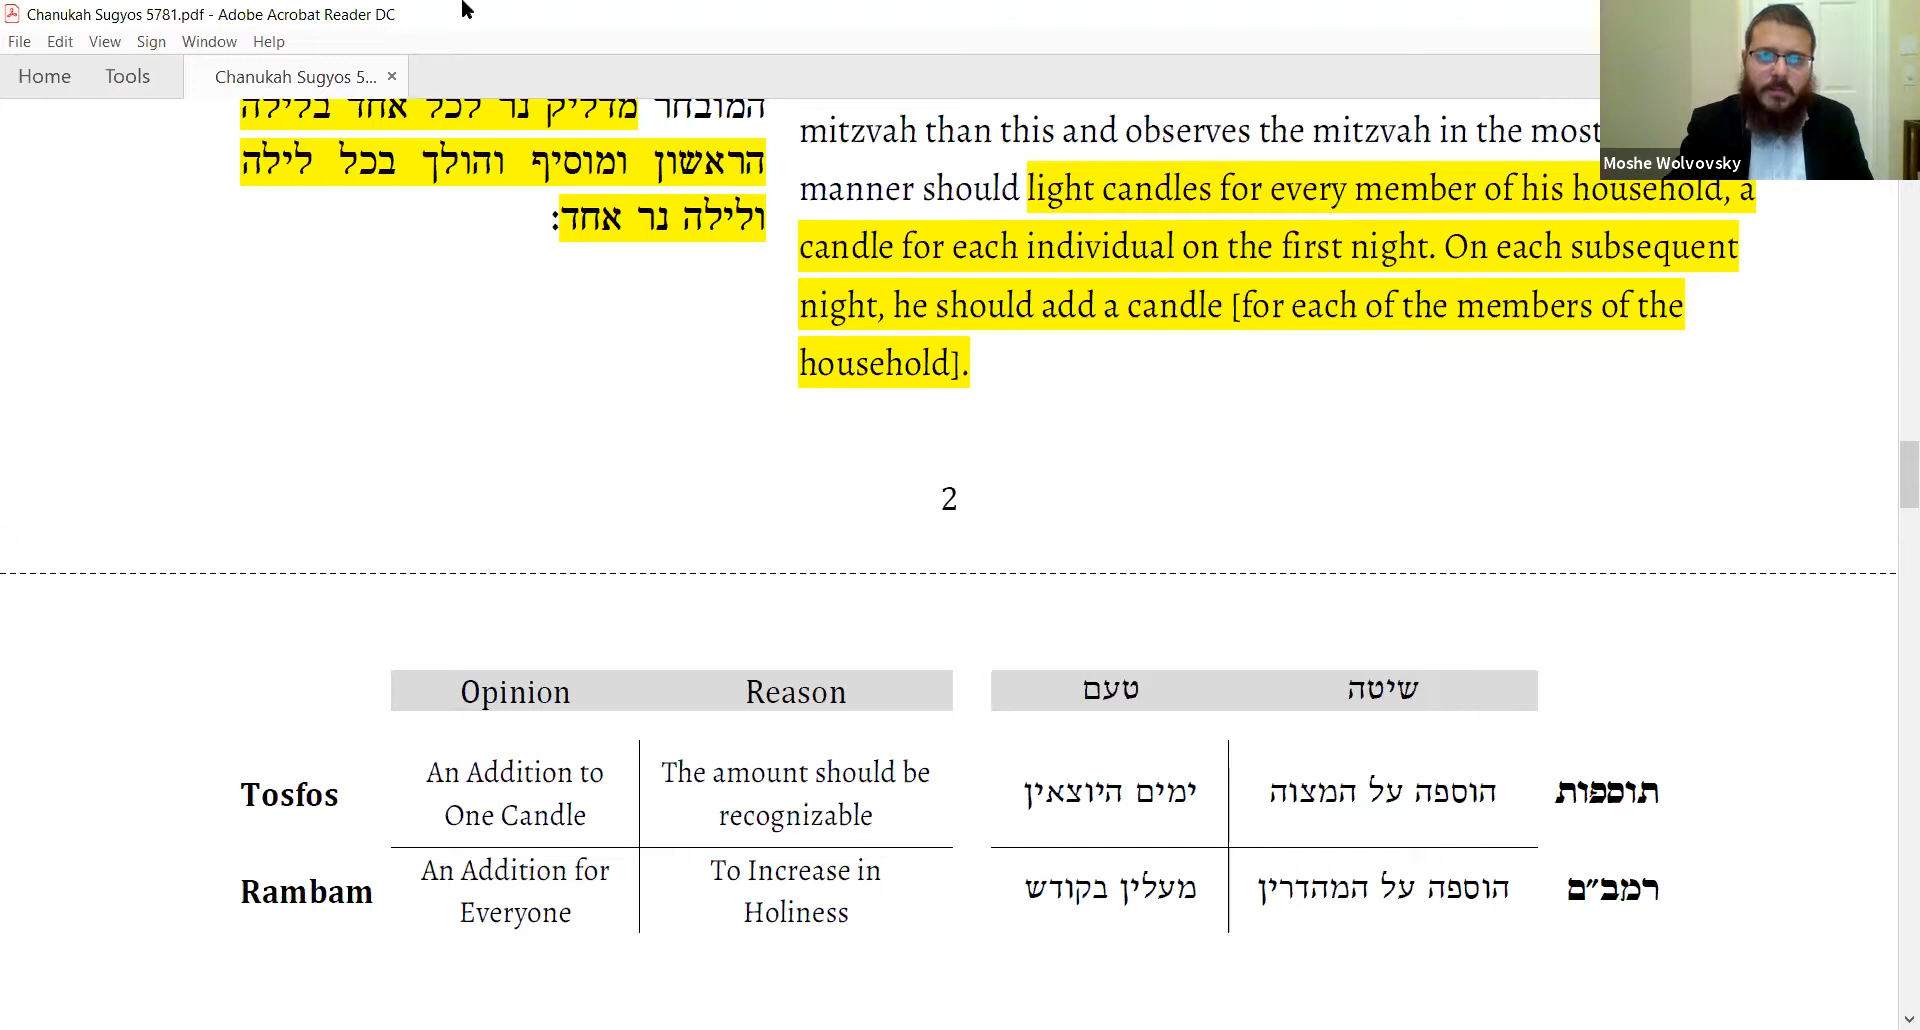 Chanukah Sugyos 5781.pdf - Adobe Acrobat Reader DC
File Edit View Sign Window Help
Home Tools Chanukah Sugyos 5... ×
Moshe Wolvovsky
המובחר מדליק נר לכל אחד בלילה
הראשון ומוסיף והולך בכל לילה
ולילה נר אחד:
mitzvah than this and observes the mitzvah in the most
manner should light candles for every member of his household, a
candle for each individual on the first night. On each subsequent
night, he should add a candle [for each of the members of the
household].
2
Opinion Reason
Tosfos An Addition to One Candle The amount should be recognizable
Rambam An Addition for Everyone To Increase in Holiness
שיטה טעם
תוספות הוספה על המצוה ימים היוצאין
רמב״ם הוספה על המהדרין מעלין בקודש